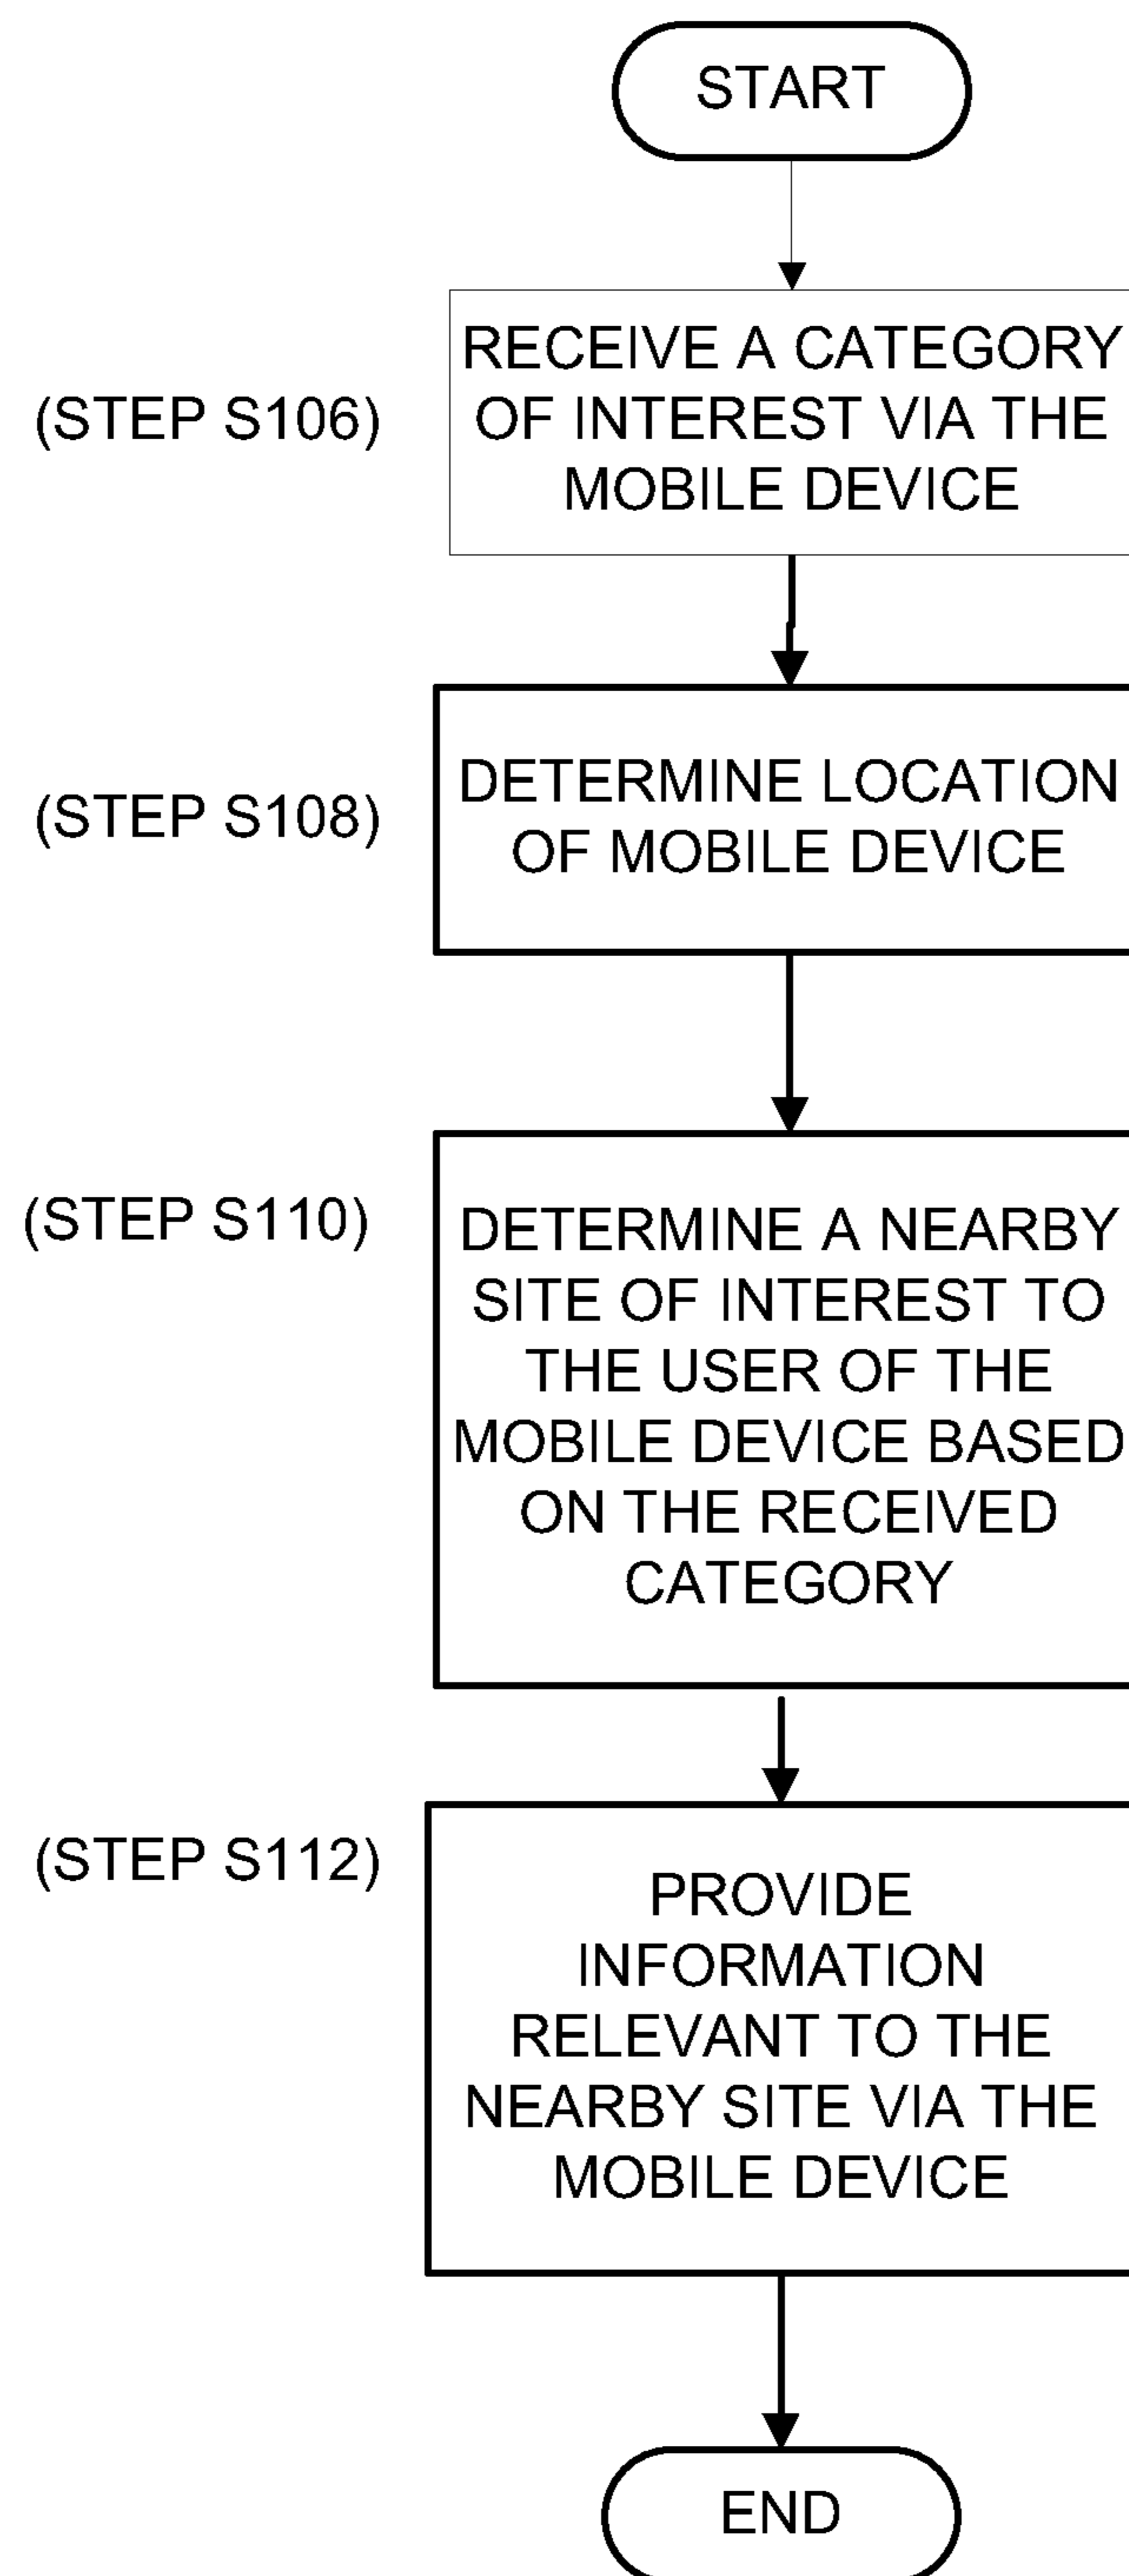 START
(STEP S106)
RECEIVE A CATEGORY
OF INTEREST VIA THE
MOBILE DEVICE
(STEP S108)
DETERMINE LOCATION
OF MOBILE DEVICE
(STEP S110)
DETERMINE A NEARBY
SITE OF INTEREST TO
THE USER OF THE
MOBILE DEVICE BASED
ON THE RECEIVED
CATEGORY
(STEP S112)
PROVIDE
INFORMATION
RELEVANT TO THE
NEARBY SITE VIA THE
MOBILE DEVICE
END